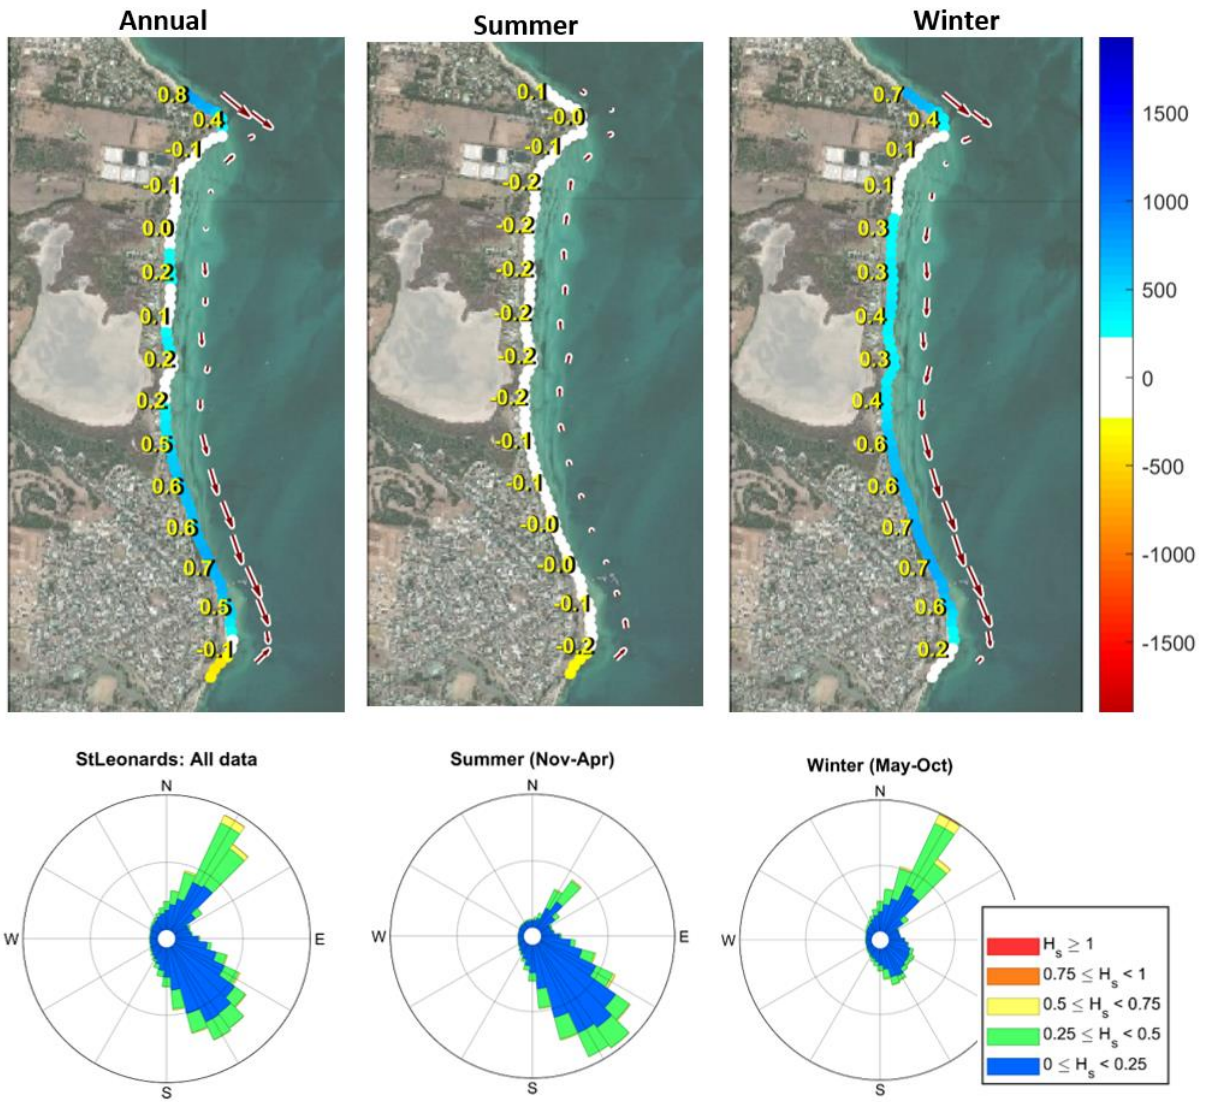 Annual
Summer
Winter
0.8
0.4
-0.1
-0.1
0.0
0.2
0.1
0.2
0.2
0.5
0.6
0.6
0.7
0.5
-0.1
0.1
-0.0
-0.1
-0.2
-0.2
-0.2
-0.2
-0.2
-0.2
-0.1
-0.1
-0.0
-0.0
-0.1
-0.2
0.7
0.4
0.1
0.1
0.3
0.3
0.4
0.3
0.4
0.6
0.6
0.7
0.7
0.6
0.2
1500
1000
500
0
-500
-1000
-1500
StLeonards: All data
N
W
E
S
Summer (Nov-Apr)
N
W
E
S
Winter (May-Oct)
N
W
S
Hs ≥ 1
0.75 ≤ Hs < 1
0.5 ≤ Hs < 0.75
0.25 ≤ Hs < 0.5
0 ≤ Hs < 0.25